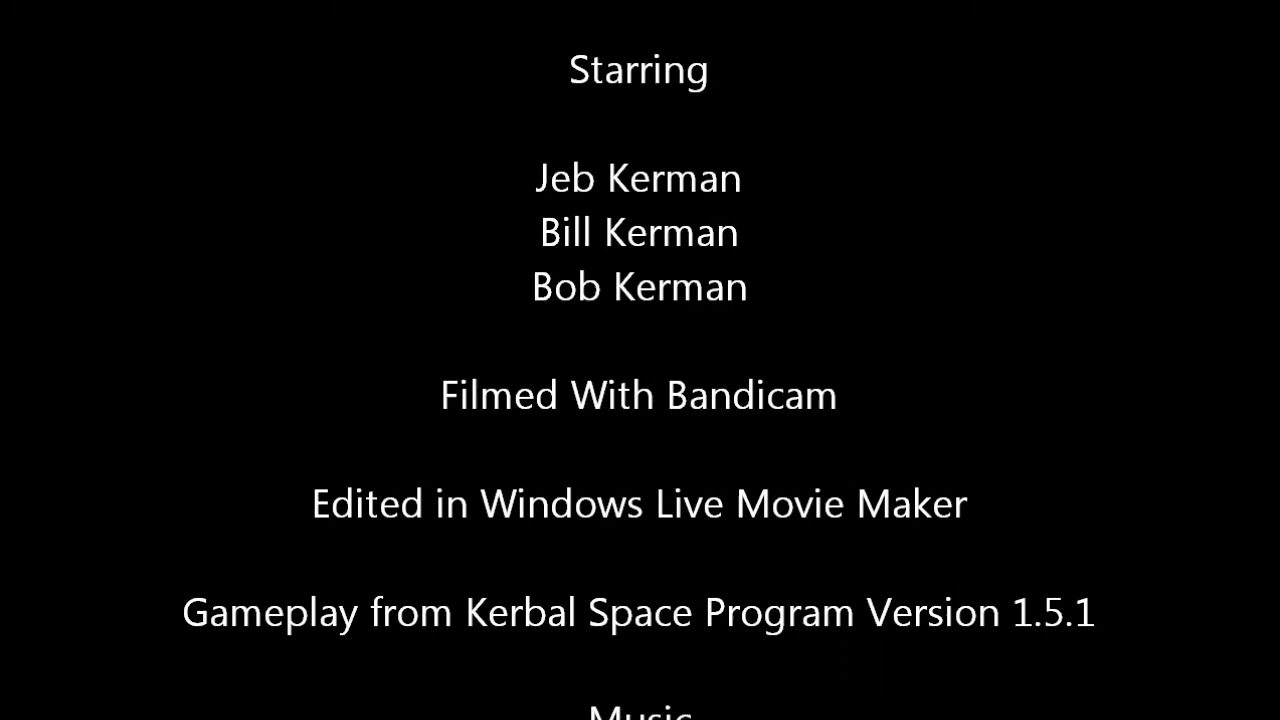 Starring
Jeb Kerman
Bill Kerman
Bob Kerman
Filmed With Bandicam
Edited in Windows Live Movie Maker
Gameplay from Kerbal Space Program Version 1.5.1
Music